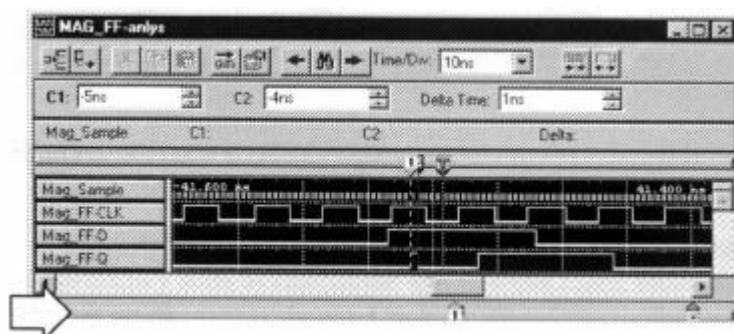 MAG_FF-anlys
Time/Div: 10ns
C1: -5ns C2: -4ns Delta Time: 1ns
Mag_Sample C1: C2 Delta:
Mag_Sample
Mag_FF-CLK
Mag_FF-D
Mag_FF-Q